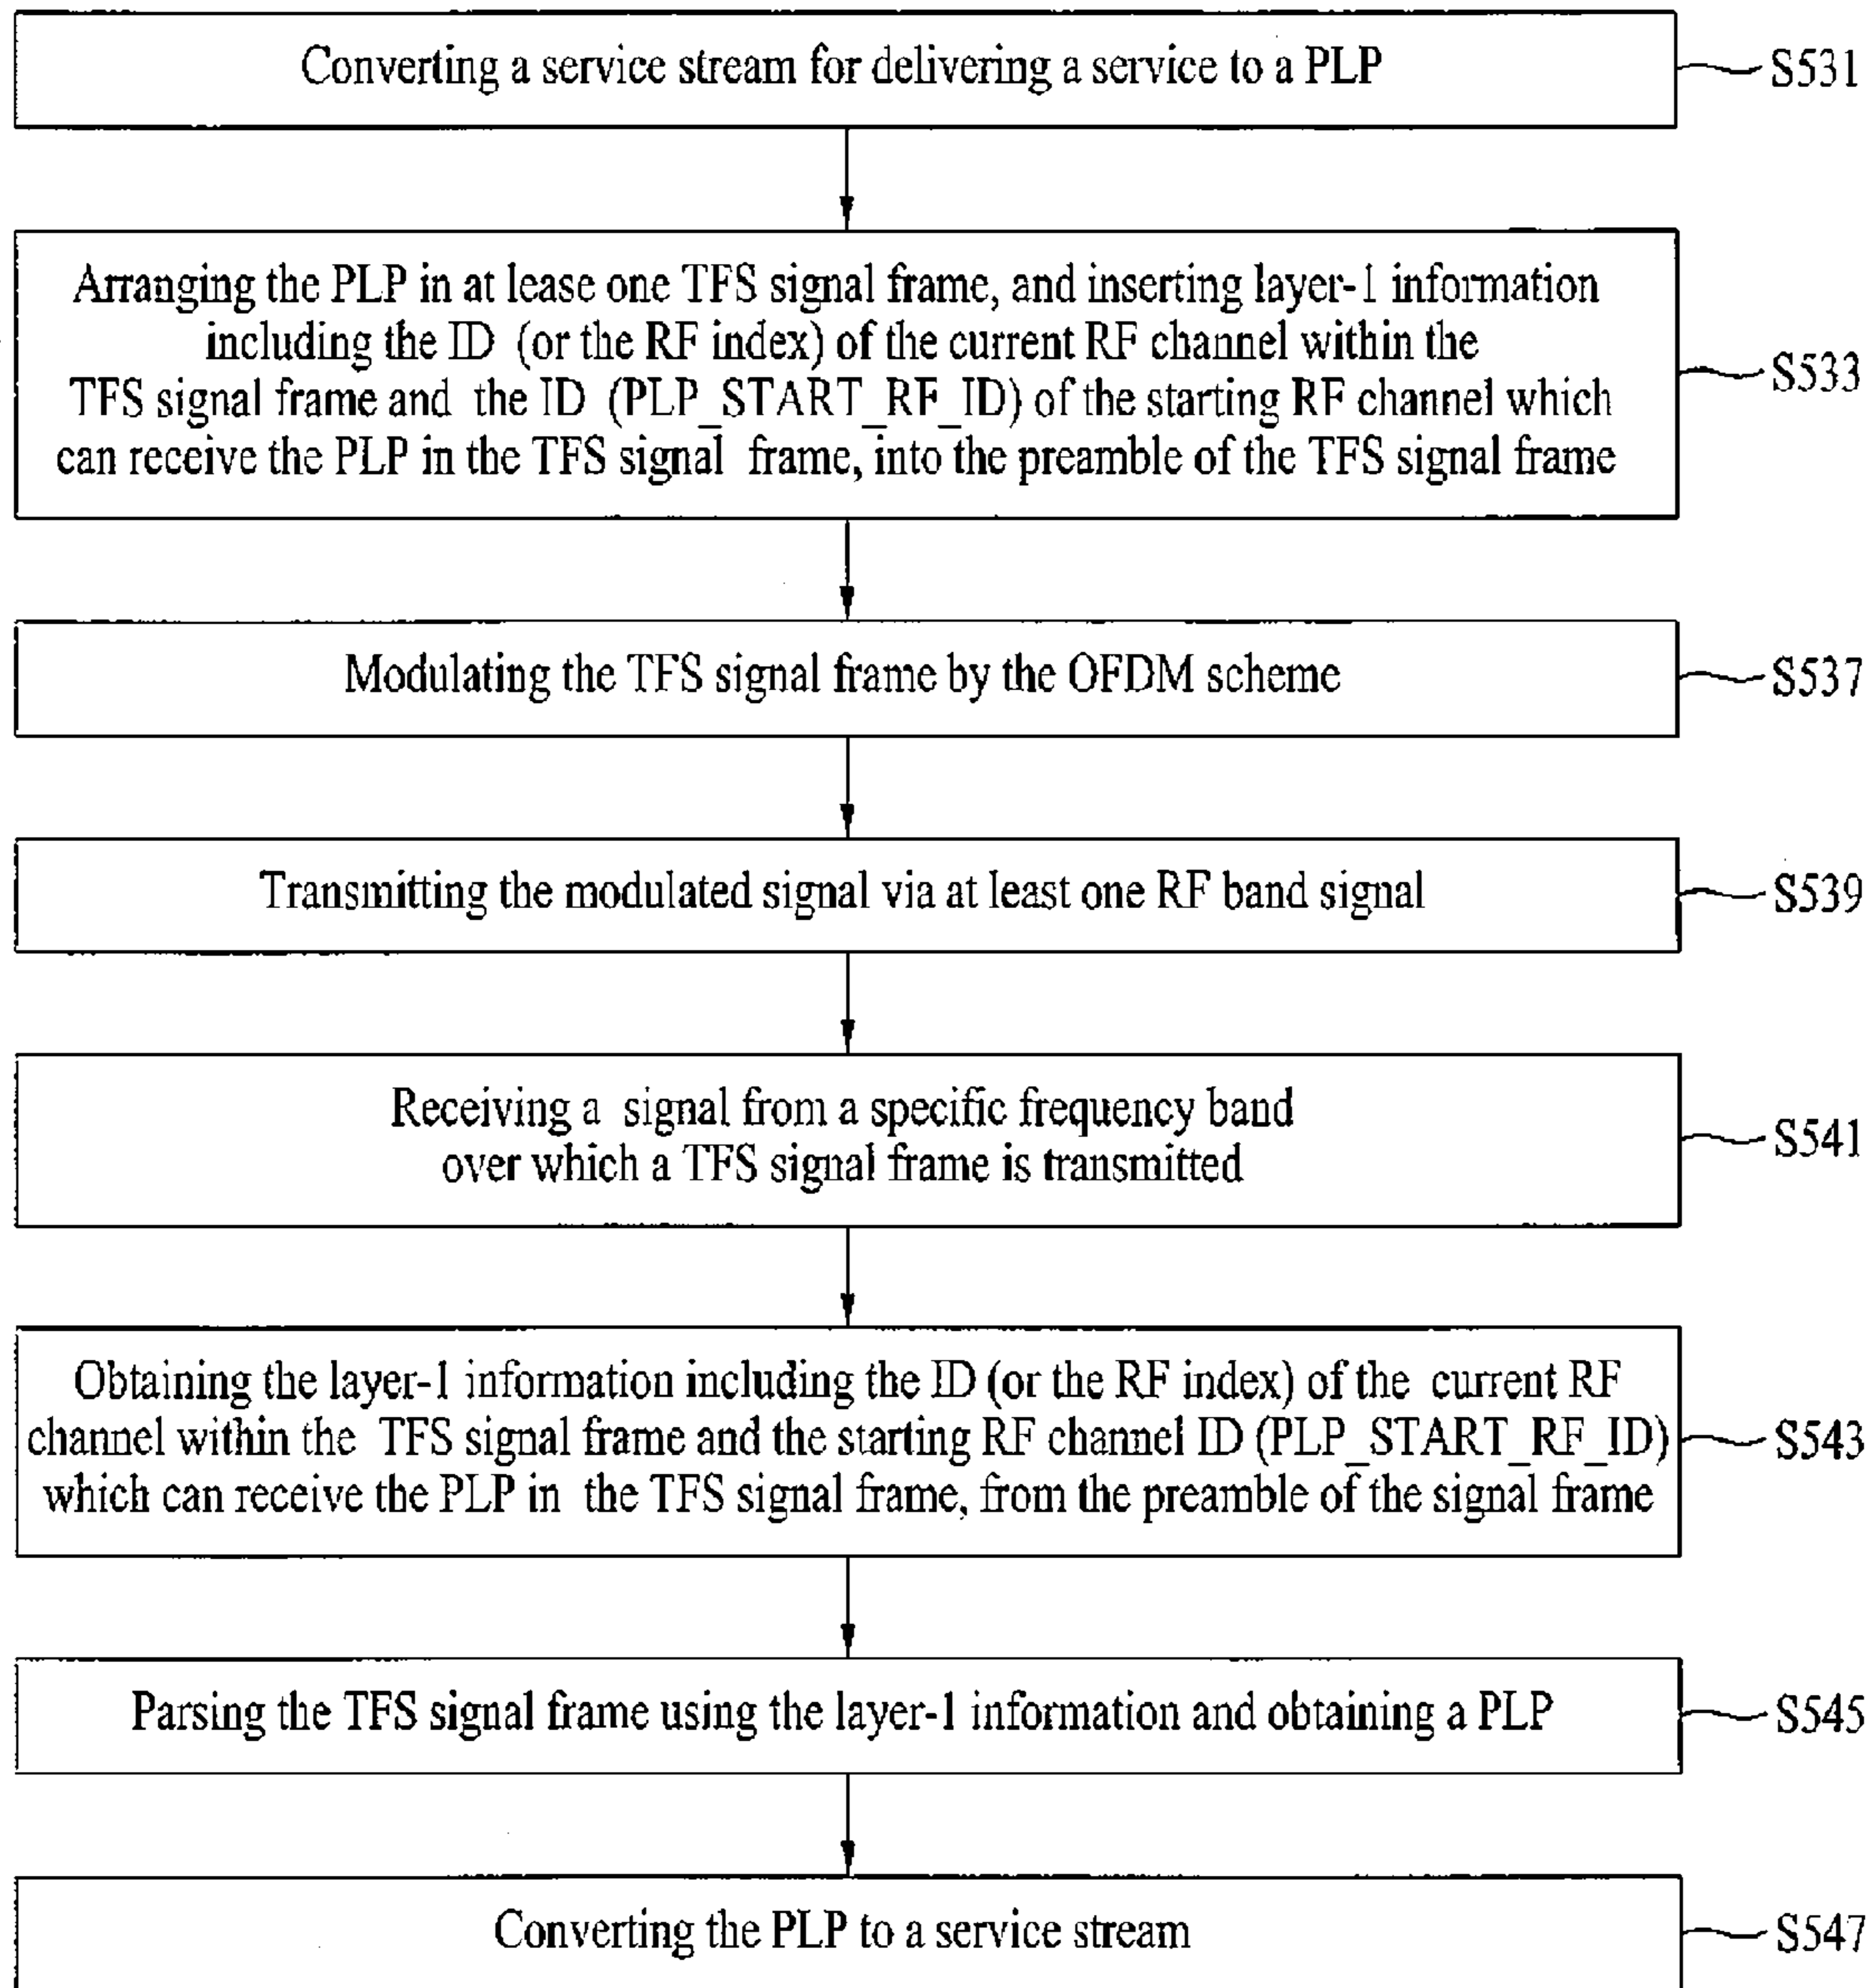 Converting a service stream for delivering a service to a PLP
S531
Arranging the PLP in at lease one TFS signal frame, and inserting layer-1 information
including the ID (or the RF index) of the current RF channel within the
TFS signal frame and the ID (PLP_START_RF_ID) of the starting RF channel which
can receive the PLP in the TFS signal frame, into the preamble of the TFS signal frame
S533
Modulating the TFS signal frame by the OFDM scheme
S537
Transmitting the modulated signal via at least one RF band signal
S539
Receiving a signal from a specific frequency band
over which a TFS signal frame is transmitted
S541
Obtaining the layer-1 information including the ID (or the RF index) of the current RF
channel within the TFS signal frame and the starting RF channel ID (PLP_START_RF_ID)
which can receive the PLP in the TFS signal frame, from the preamble of the signal frame
S543
Parsing the TFS signal frame using the layer-1 information and obtaining a PLP
S545
Converting the PLP to a service stream
S547